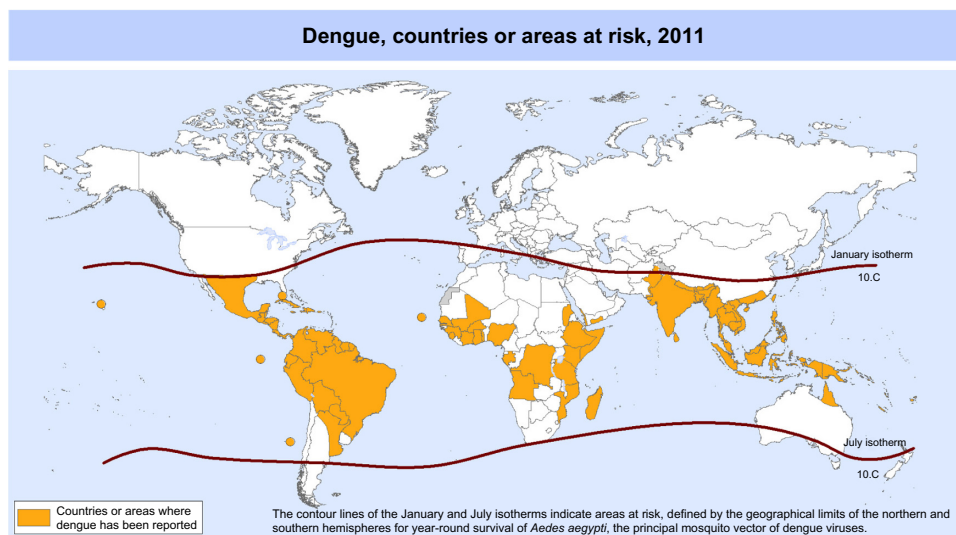 Dengue, countries or areas at risk, 2011
January isotherm
10.C
July isotherm
10.C
Countries or areas where
dengue has been reported
The contour lines of the January and July isotherms indicate areas at risk, defined by the geographical limits of the northern and
southern hemispheres for year-round survival of Aedes aegypti, the principal mosquito vector of dengue viruses.